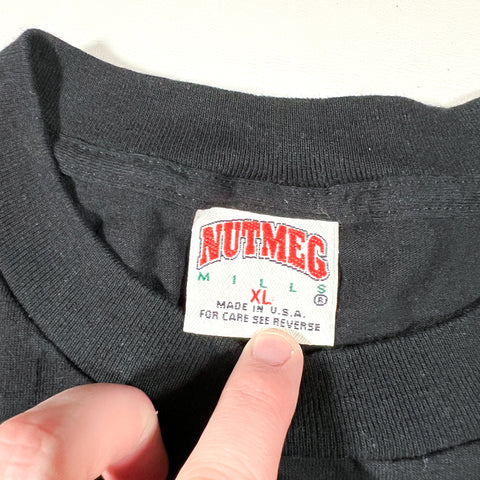 NUTMEG
MILLS
XL ®
MADE IN U.S.A.
FOR CARE SEE REVERSE